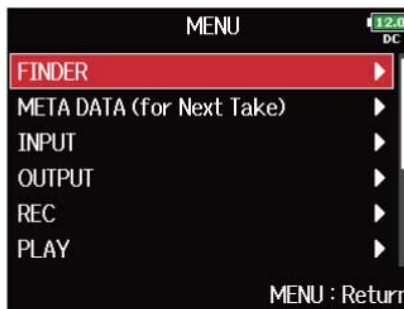 MENU
12.0
DC
FINDER
META DATA (for Next Take)
INPUT
OUTPUT
REC
PLAY
MENU : Return